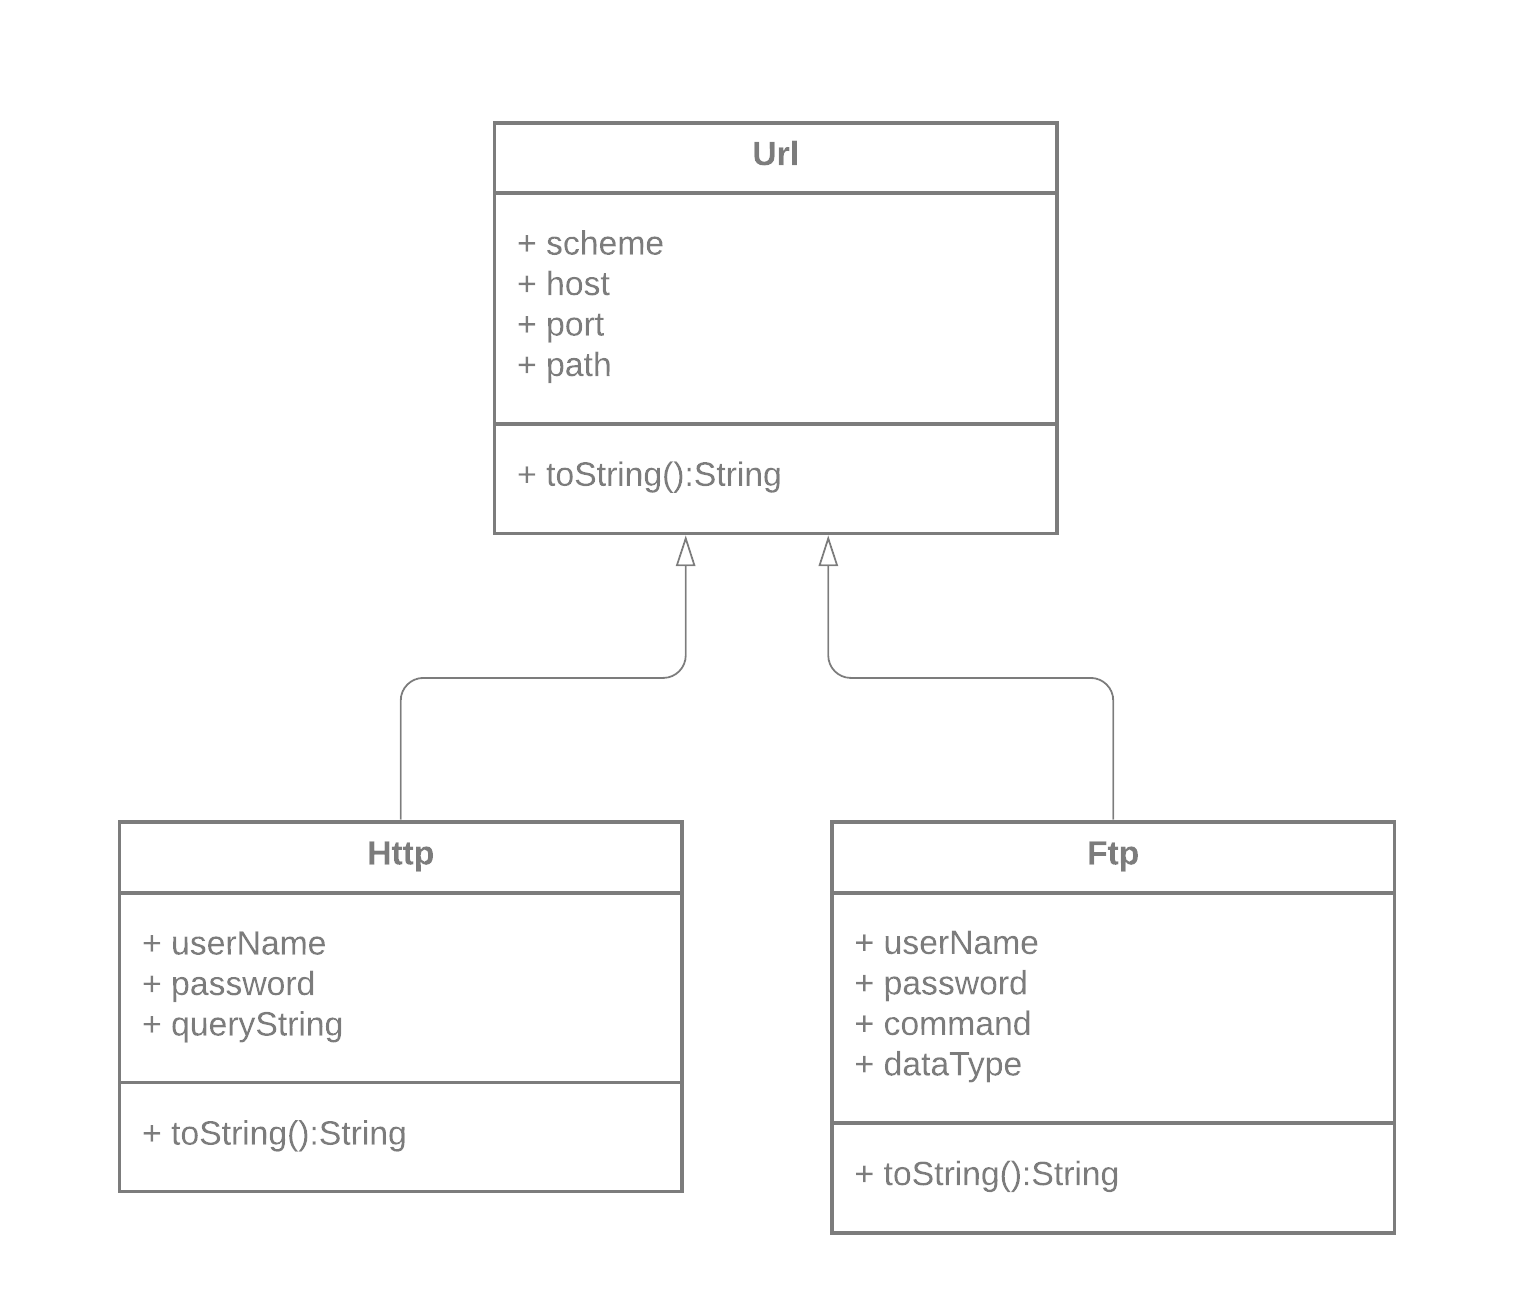 Url
+ scheme
+ host
+ port
+ path
+ toString():String
Http
+ userName
+ password
+ queryString
+ toString():String
Ftp
+ userName
+ password
+ command
+ dataType
+ toString():String